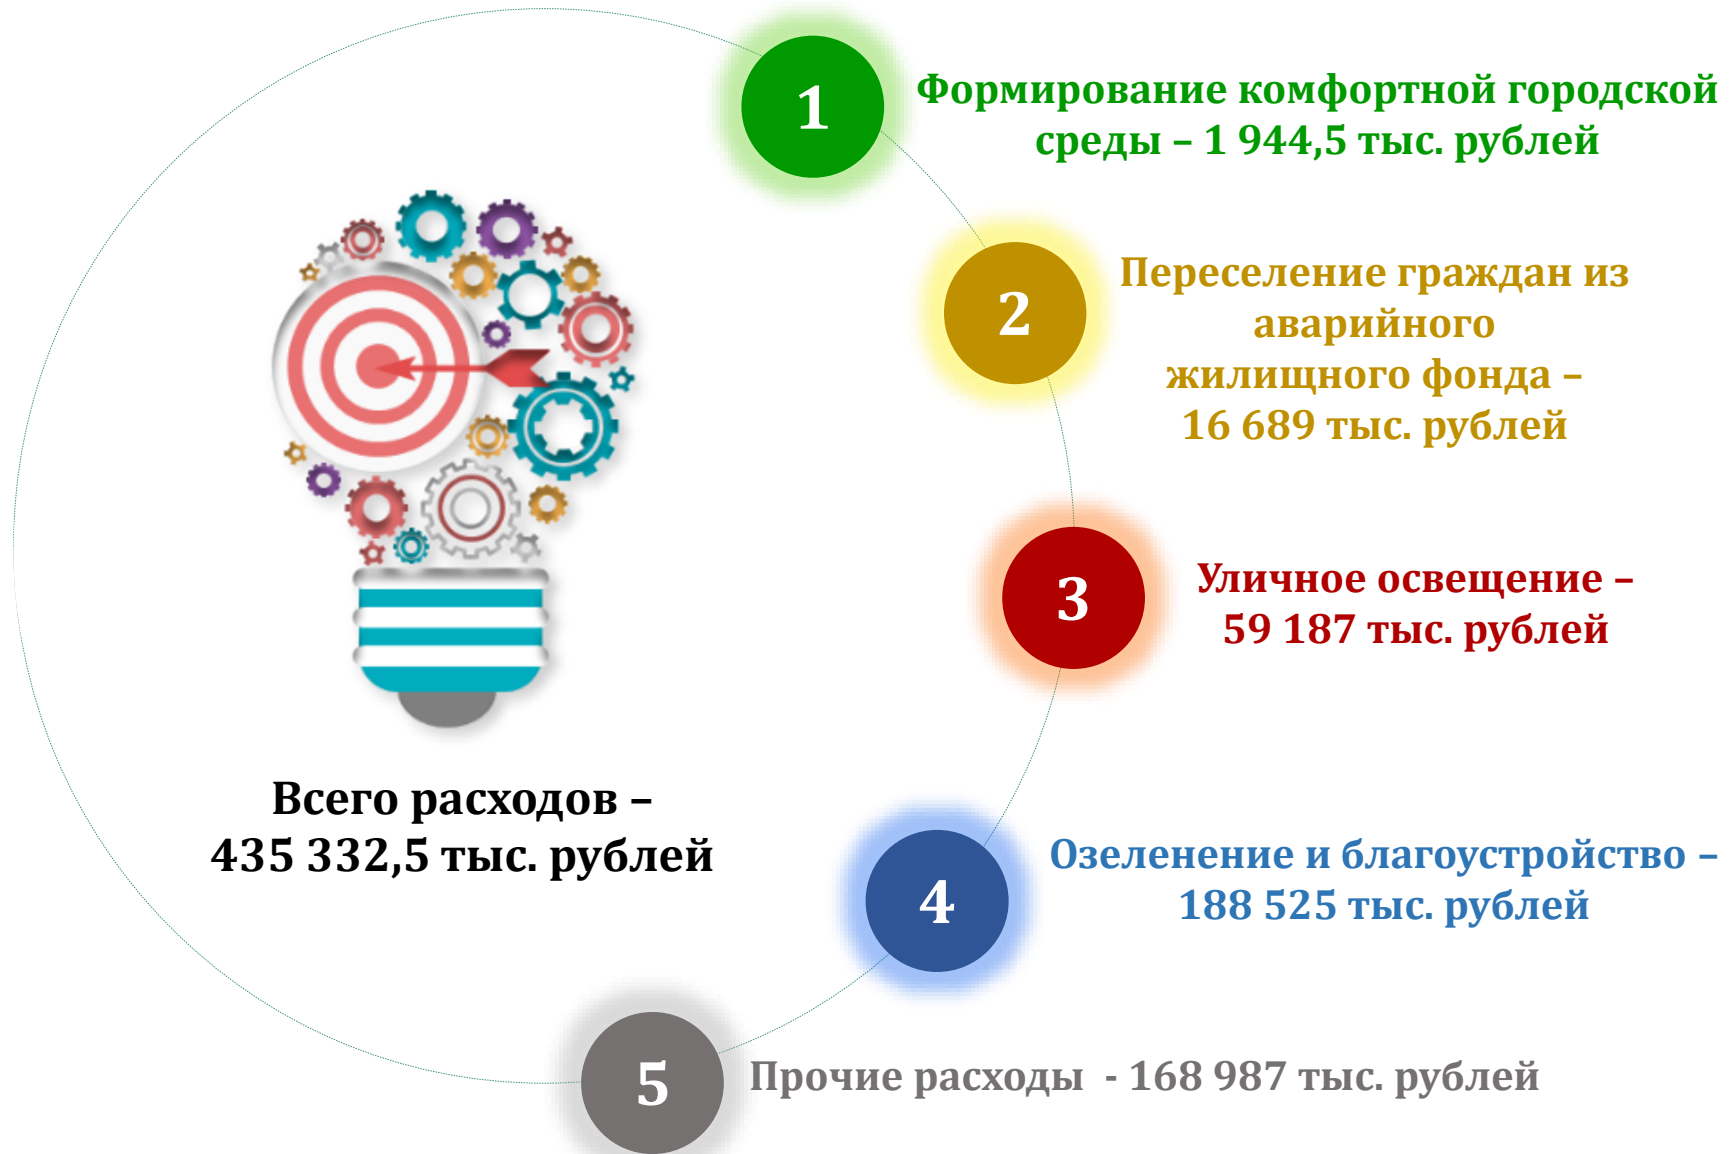 1
Формирование комфортной городской
среды – 1 944,5 тыс. рублей
2
Переселение граждан из
аварийного
жилищного фонда –
16 689 тыс. рублей
3
Уличное освещение –
59 187 тыс. рублей
Всего расходов –
435 332,5 тыс. рублей
4
Озеленение и благоустройство –
188 525 тыс. рублей
5
Прочие расходы - 168 987 тыс. рублей